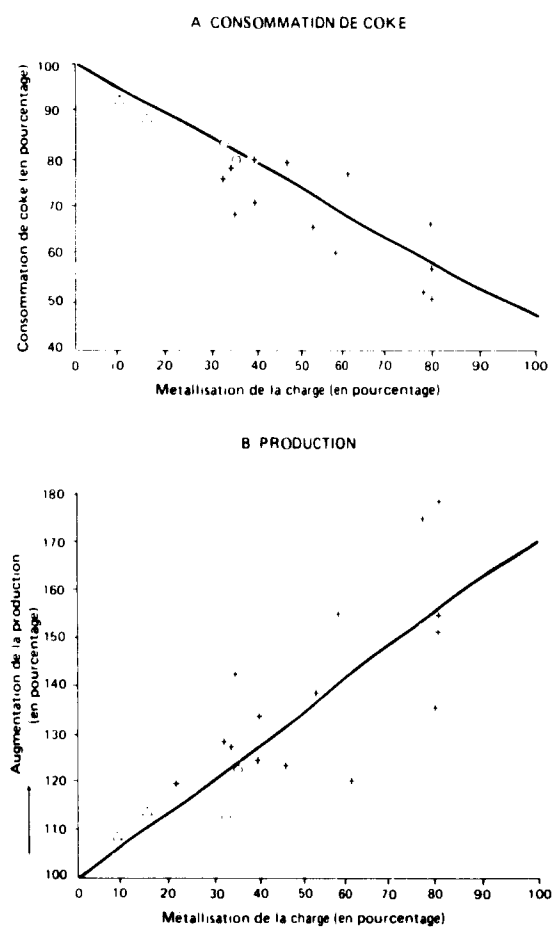 A CONSOMMATION DE COKE
Consommation de coke (en pourcentage)
100
90
80
70
60
50
40
0 10 20 30 40 50 60 70 80 90 100
Métallisation de la charge (en pourcentage)
B PRODUCTION
Augmentation de la production
(en pourcentage)
180
170
160
150
140
130
120
110
100
0 10 20 30 40 50 60 70 80 90 100
Métallisation de la charge (en pourcentage)